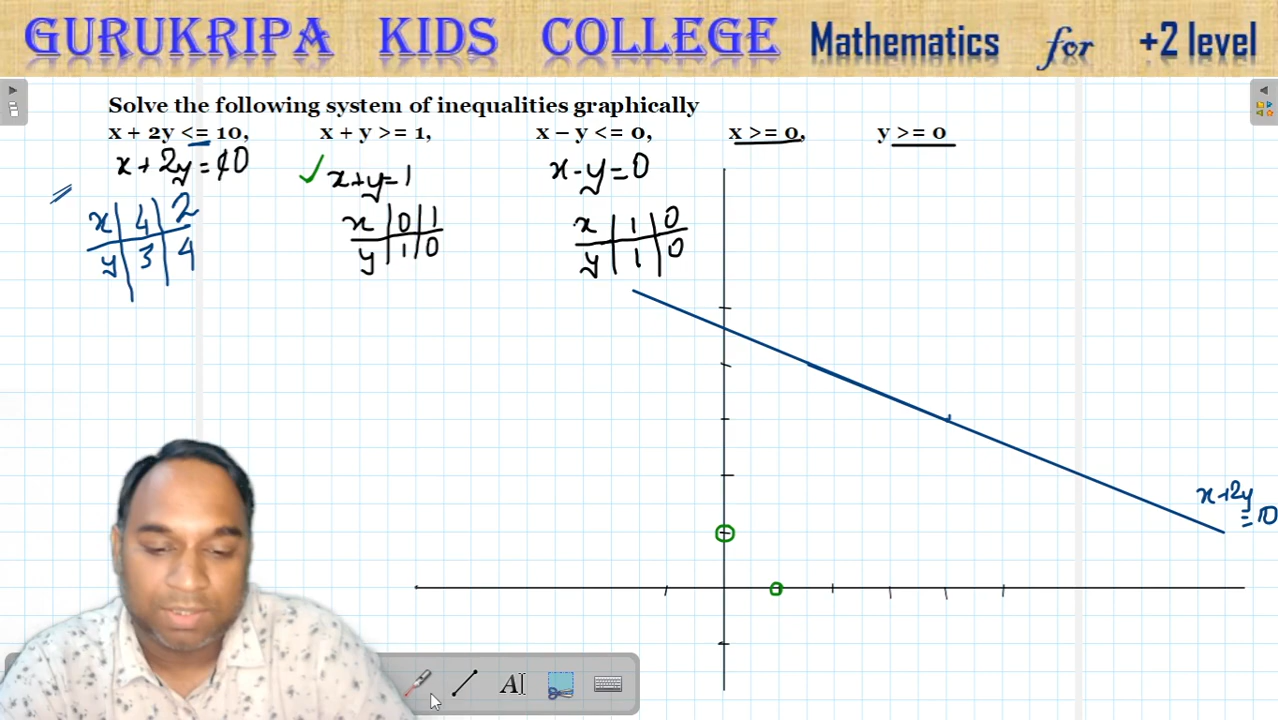 GURUKRIPA KIDS COLLEGE Mathematics for +2 level
Solve the following system of inequalities graphically
x + 2y <= 10, x + y >= 1, x – y <= 0, x >= 0, y >= 0
x + 2y = 10 x+y=1 x-y=0
x 4 2 x 0 1 x 1 0
y 3 4 y 1 0 y 1 0
x+2y
=10
A